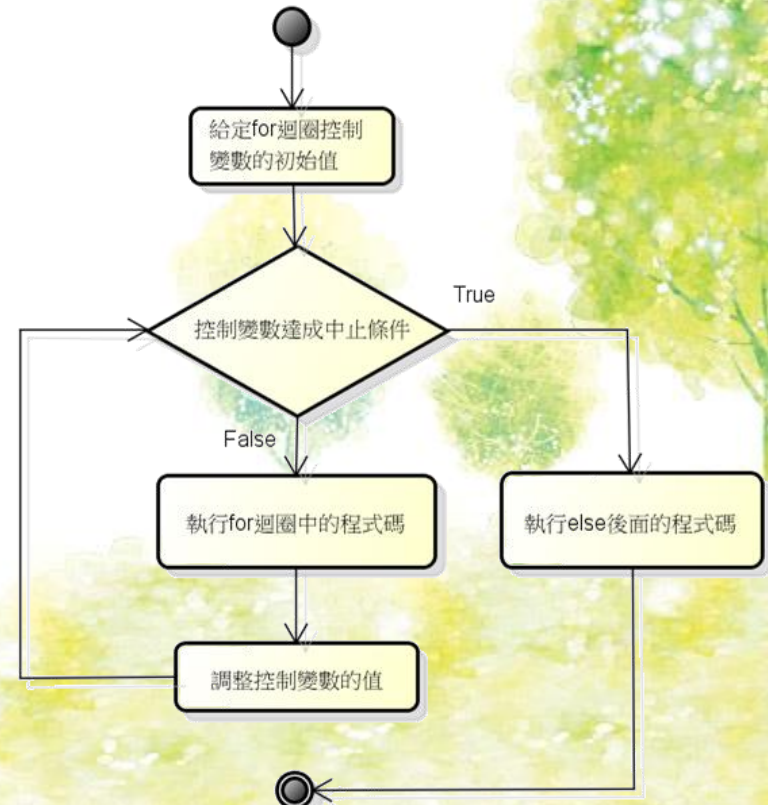 給定for迴圈控制
變數的初始值
True
控制變數達成中止條件
False
執行for迴圈中的程式碼
執行else後面的程式碼
調整控制變數的值